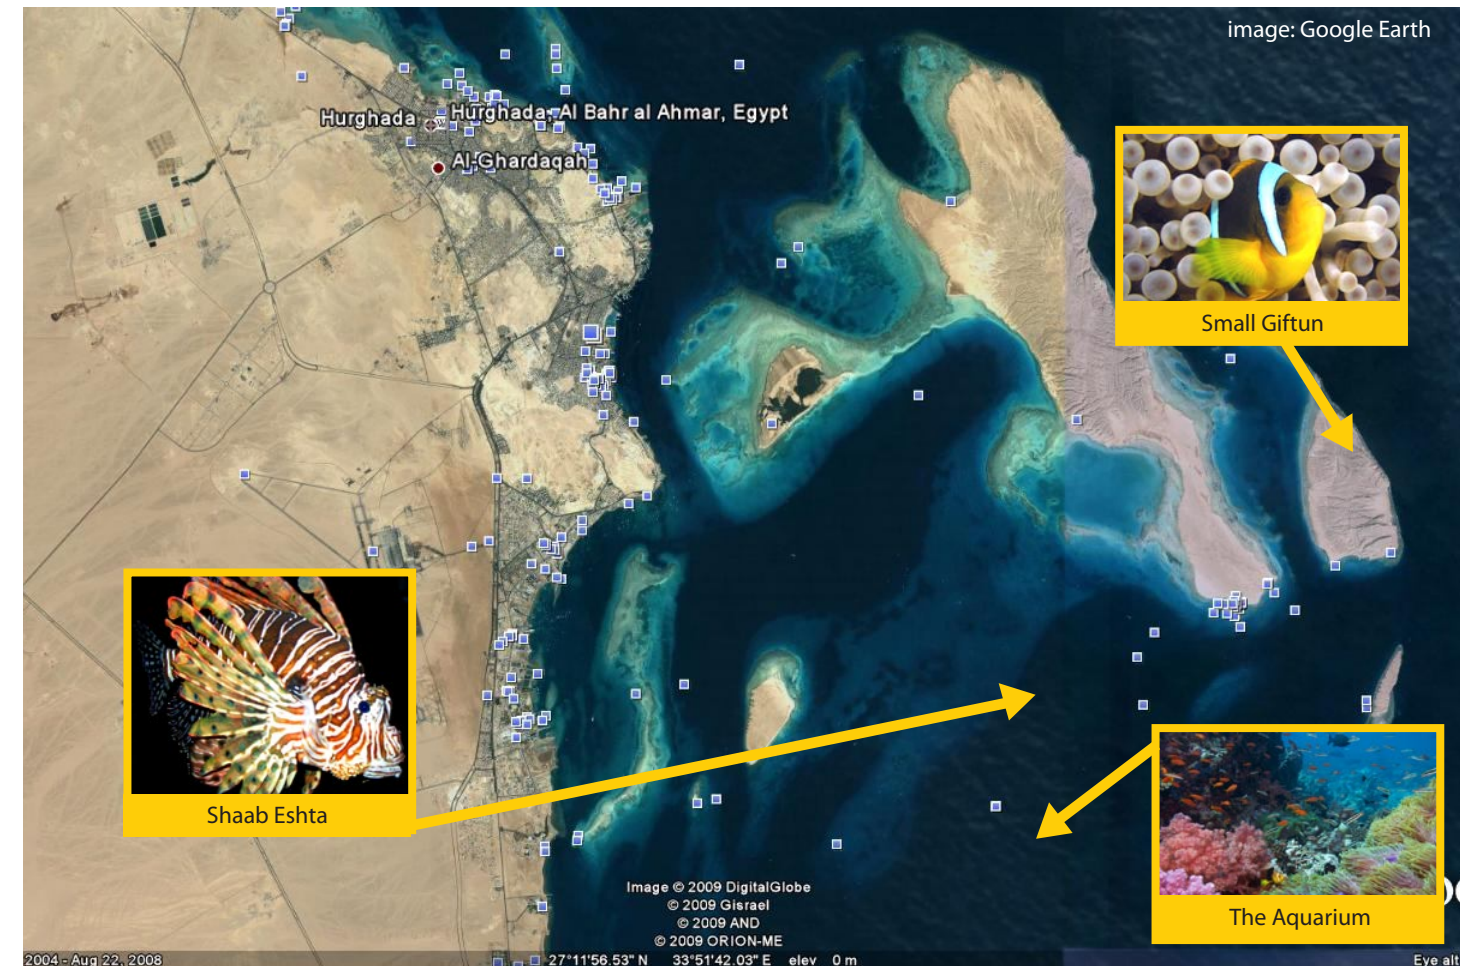 image: Google Earth
Hurghada
Hurghada, Al Bahr al Ahmar, Egypt
Al-Ghardaqah
Small Giftun
Shaab Eshta
The Aquarium
Image © 2009 DigitalGlobe
© 2009 Gisrael
© 2009 AND
© 2009 ORION-ME
2004 - Aug 22, 2008
27°11'56.53" N 33°51'42.03" E elev 0 m
Eye alt